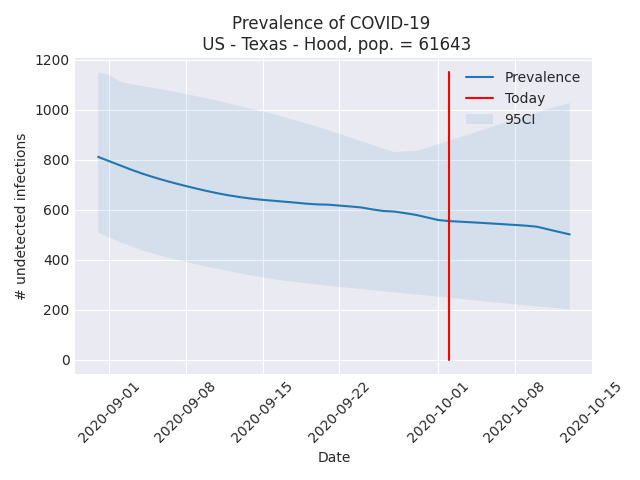 Prevalence of COVID-19
US - Texas - Hood, pop. = 61643
# undetected infections
1200
1000
800
600
400
200
0
Prevalence
Today
95CI
2020-09-01
2020-09-08
2020-09-15
2020-09-22
2020-10-01
2020-10-08
2020-10-15
Date